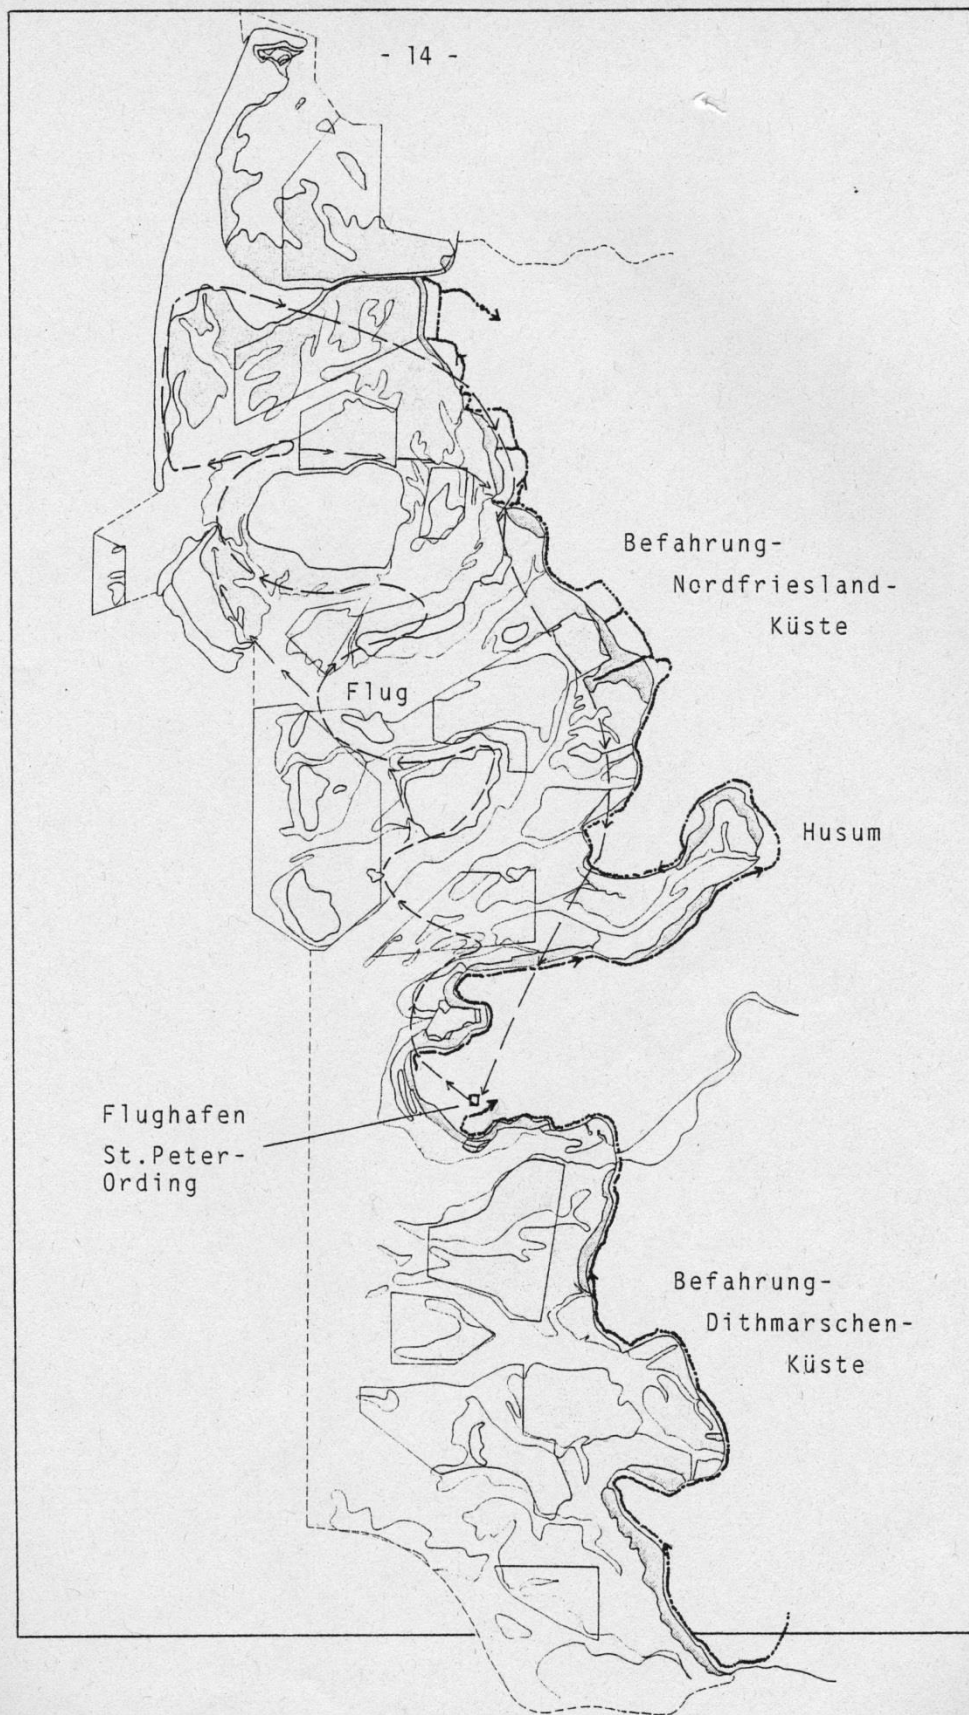 - 14 -
Befahrung-
Nordfriesland-
Küste
Flug
Husum
Flughafen
St.Peter-
Ording
Befahrung-
Dithmarschen-
Küste